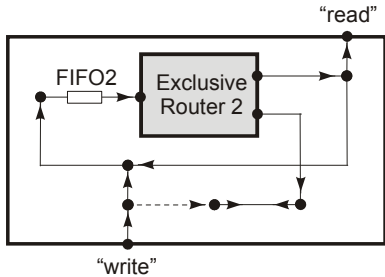 “read”
FIFO2
Exclusive
Router 2
“write”